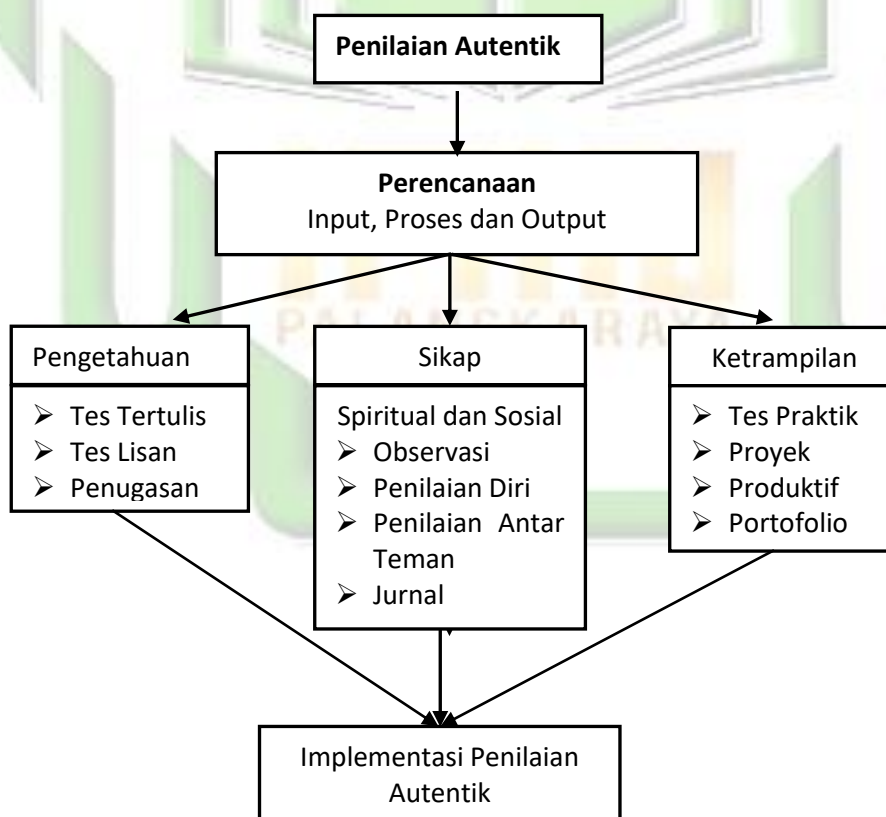 Penilaian Autentik
Perencanaan
Input, Proses dan Output
Pengetahuan
➢ Tes Tertulis
➢ Tes Lisan
➢ Penugasan
Sikap
Spiritual dan Sosial
➢ Observasi
➢ Penilaian Diri
➢ Penilaian Antar
Teman
➢ Jurnal
Ketrampilan
➢ Tes Praktik
➢ Proyek
➢ Produktif
➢ Portofolio
Implementasi Penilaian
Autentik
PALANGKARAYA